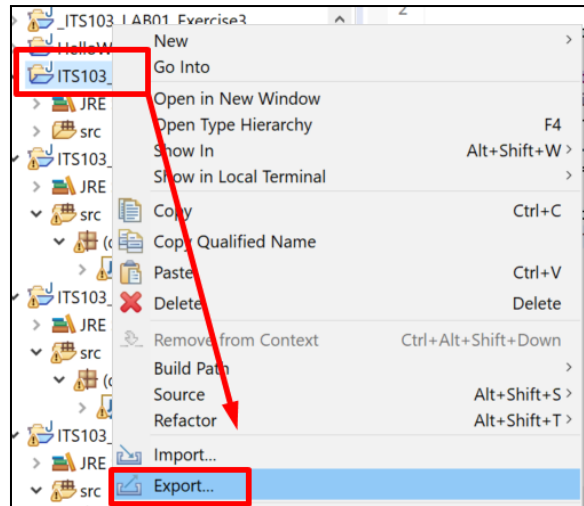 _ITS103_LAB01_Exercise3
2
HelloW
New
ITS103_
Go Into
JRE
Open in New Window
src
Open Type Hierarchy F4
ITS103_
Show In Alt+Shift+W >
JRE
Show in Local Terminal >
src
Copy Ctrl+C
(d
Copy Qualified Name
Paste Ctrl+V
ITS103_
Delete Delete
JRE
Remove from Context Ctrl+Alt+Shift+Down
src
Build Path >
(d
Source Alt+Shift+S >
Refactor Alt+Shift+T >
ITS103_
JRE
Import...
src
Export...